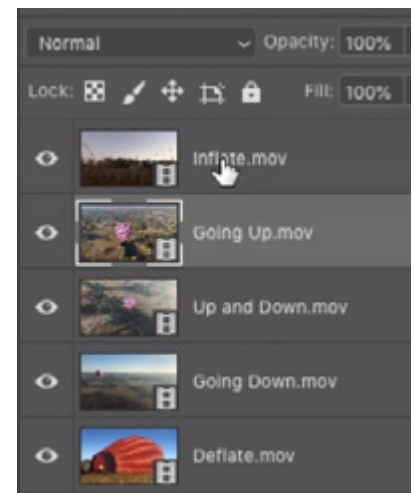 Normal Opacity: 100%
Lock: Fill: 100%
Inflate.mov
Going Up.mov
Up and Down.mov
Going Down.mov
Deflate.mov